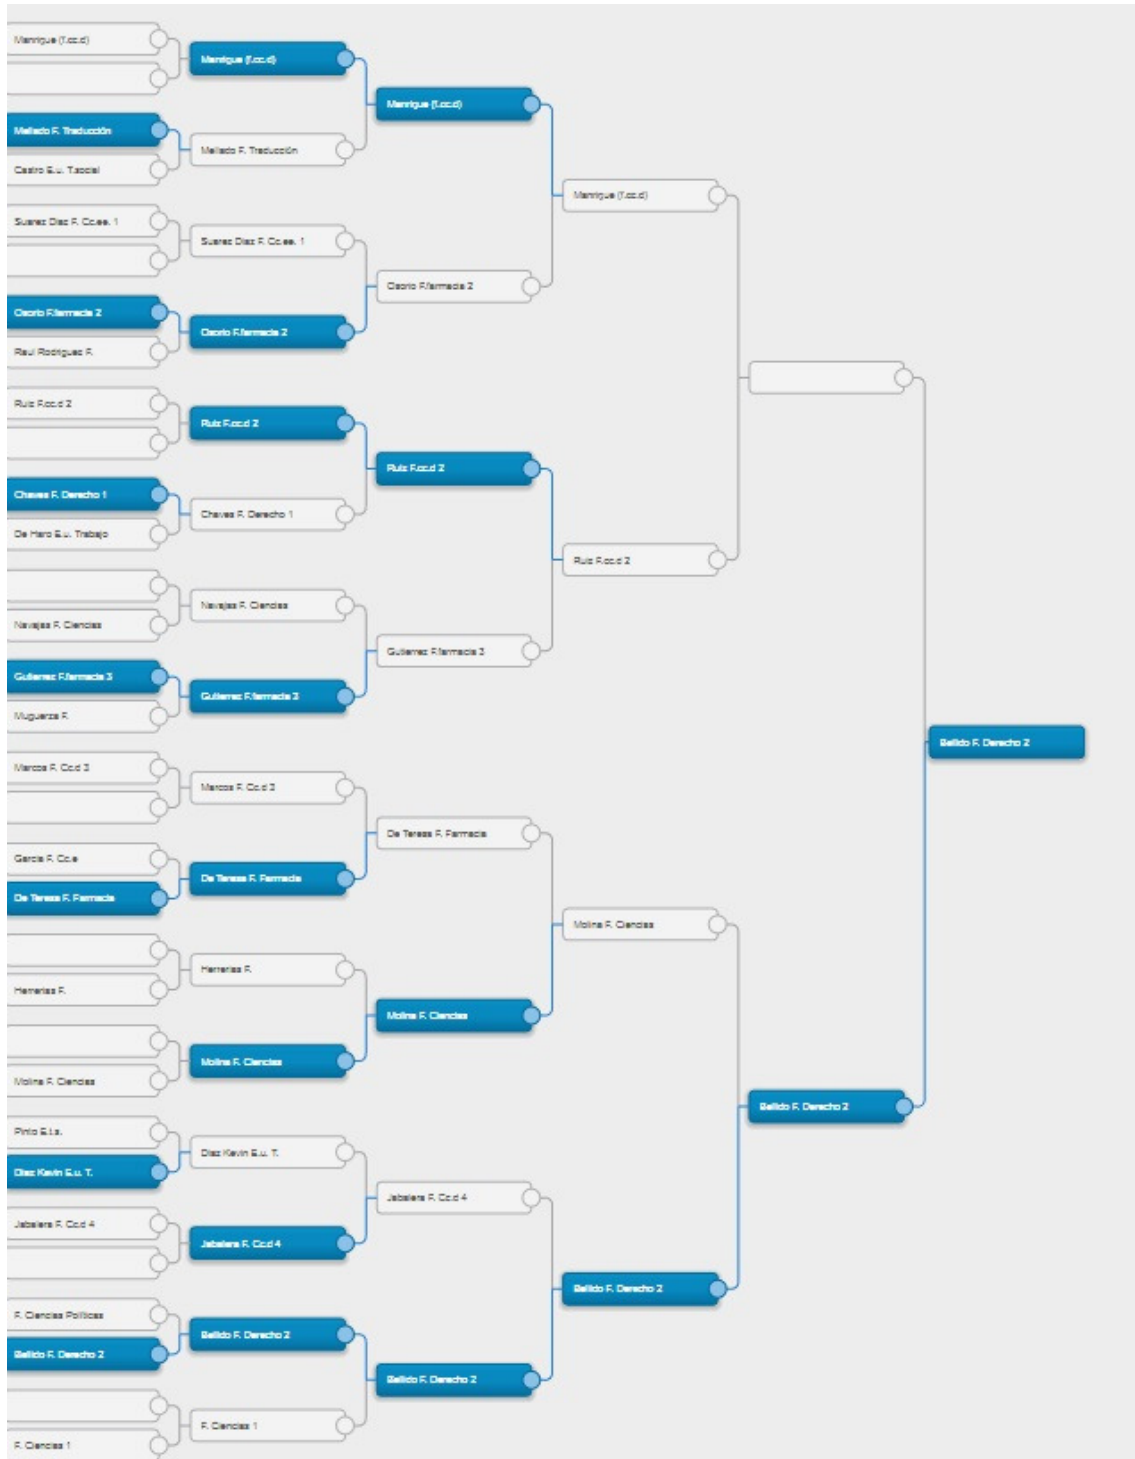 Manrique (f.cc.d)
Mellado F. Traducción
Castro E.u. T.social
Suarez Diaz F. Cc.ee. 1
Osorio F.farmacia 2
Raul Rodriguez F.
Ruiz F.cc.d 2
Chaves F. Derecho 1
De Haro E.u. Trabajo
Navajas F. Ciencias
Gutierrez F.farmacia 3
Muguerza F.
Marcos F. Cc.d 3
Garcia F. Cc.e
De Teresa F. Farmacia
Herrerias F.
Molina F. Ciencias
Pinto E.t.s.
Diaz Kevin E.u. T.
Jabalera F. Cc.d 4
F. Ciencias Políticas
Bellido F. Derecho 2
F. Ciencias 1
Manrique (f.cc.d)
Mellado F. Traducción
Suarez Diaz F. Cc.ee. 1
Osorio F.farmacia 2
Ruiz F.cc.d 2
Chaves F. Derecho 1
Navajas F. Ciencias
Gutierrez F.farmacia 3
Marcos F. Cc.d 3
De Teresa F. Farmacia
Herrerias F.
Molina F. Ciencias
Diaz Kevin E.u. T.
Jabalera F. Cc.d 4
Bellido F. Derecho 2
F. Ciencias 1
Manrique (f.cc.d)
Osorio F.farmacia 2
Ruiz F.cc.d 2
Gutierrez F.farmacia 3
De Teresa F. Farmacia
Molina F. Ciencias
Jabalera F. Cc.d 4
Bellido F. Derecho 2
Manrique (f.cc.d)
Ruiz F.cc.d 2
Molina F. Ciencias
Bellido F. Derecho 2
Bellido F. Derecho 2
Bellido F. Derecho 2